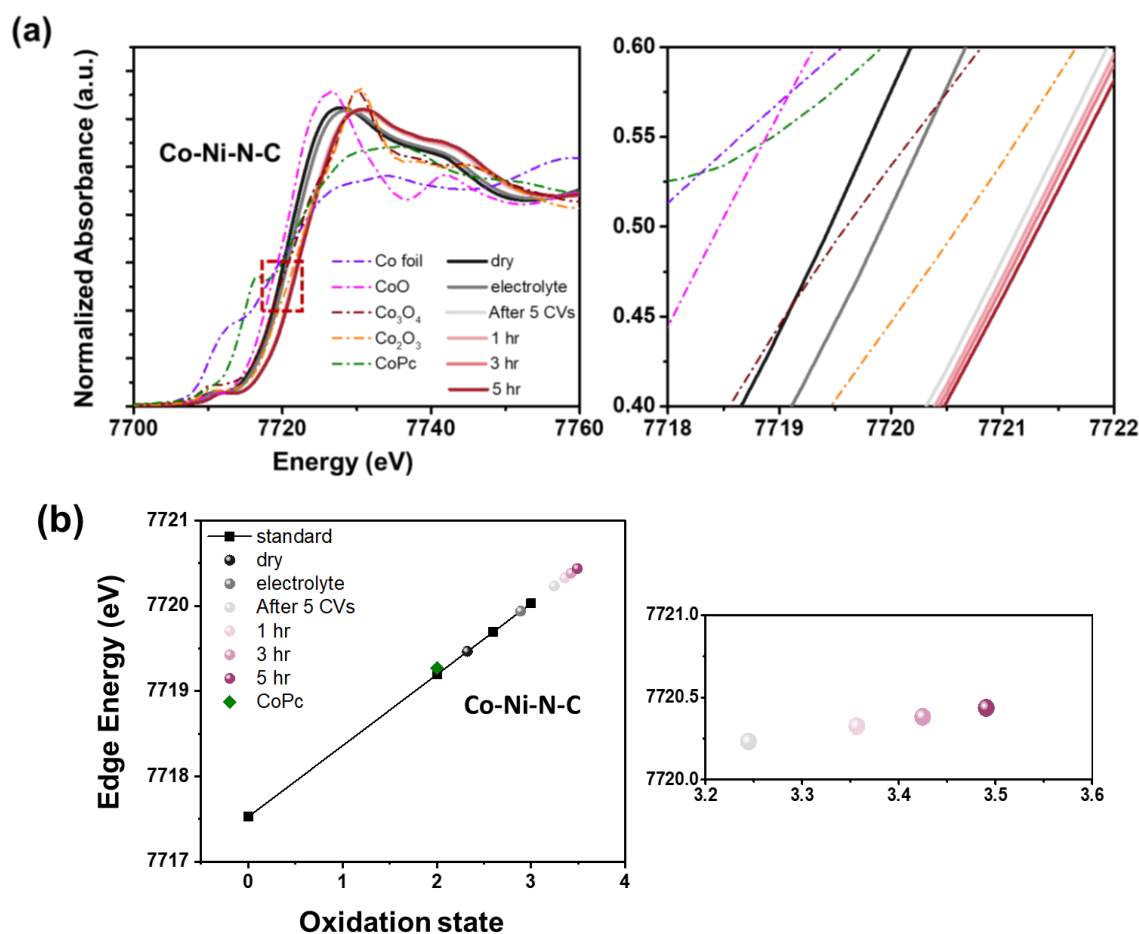 (a)
Normalized Absorbance (a.u.)
Co-Ni-N-C
Co foil
CoO
Co₃O₄
Co₂O₃
CoPc
dry
electrolyte
After 5 CVs
1 hr
3 hr
5 hr
7700 7720 7740 7760
Energy (eV)
0.60
0.55
0.50
0.45
0.40
7718 7719 7720 7721 7722
(b)
Edge Energy (eV)
7721
7720
7719
7718
7717
standard
dry
electrolyte
After 5 CVs
1 hr
3 hr
5 hr
CoPc
Co-Ni-N-C
0 1 2 3 4
Oxidation state
7721.0
7720.5
7720.0
3.2 3.3 3.4 3.5 3.6